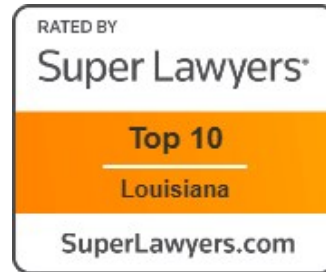 RATED BY
Super Lawyers®
Top 10
Louisiana
SuperLawyers.com